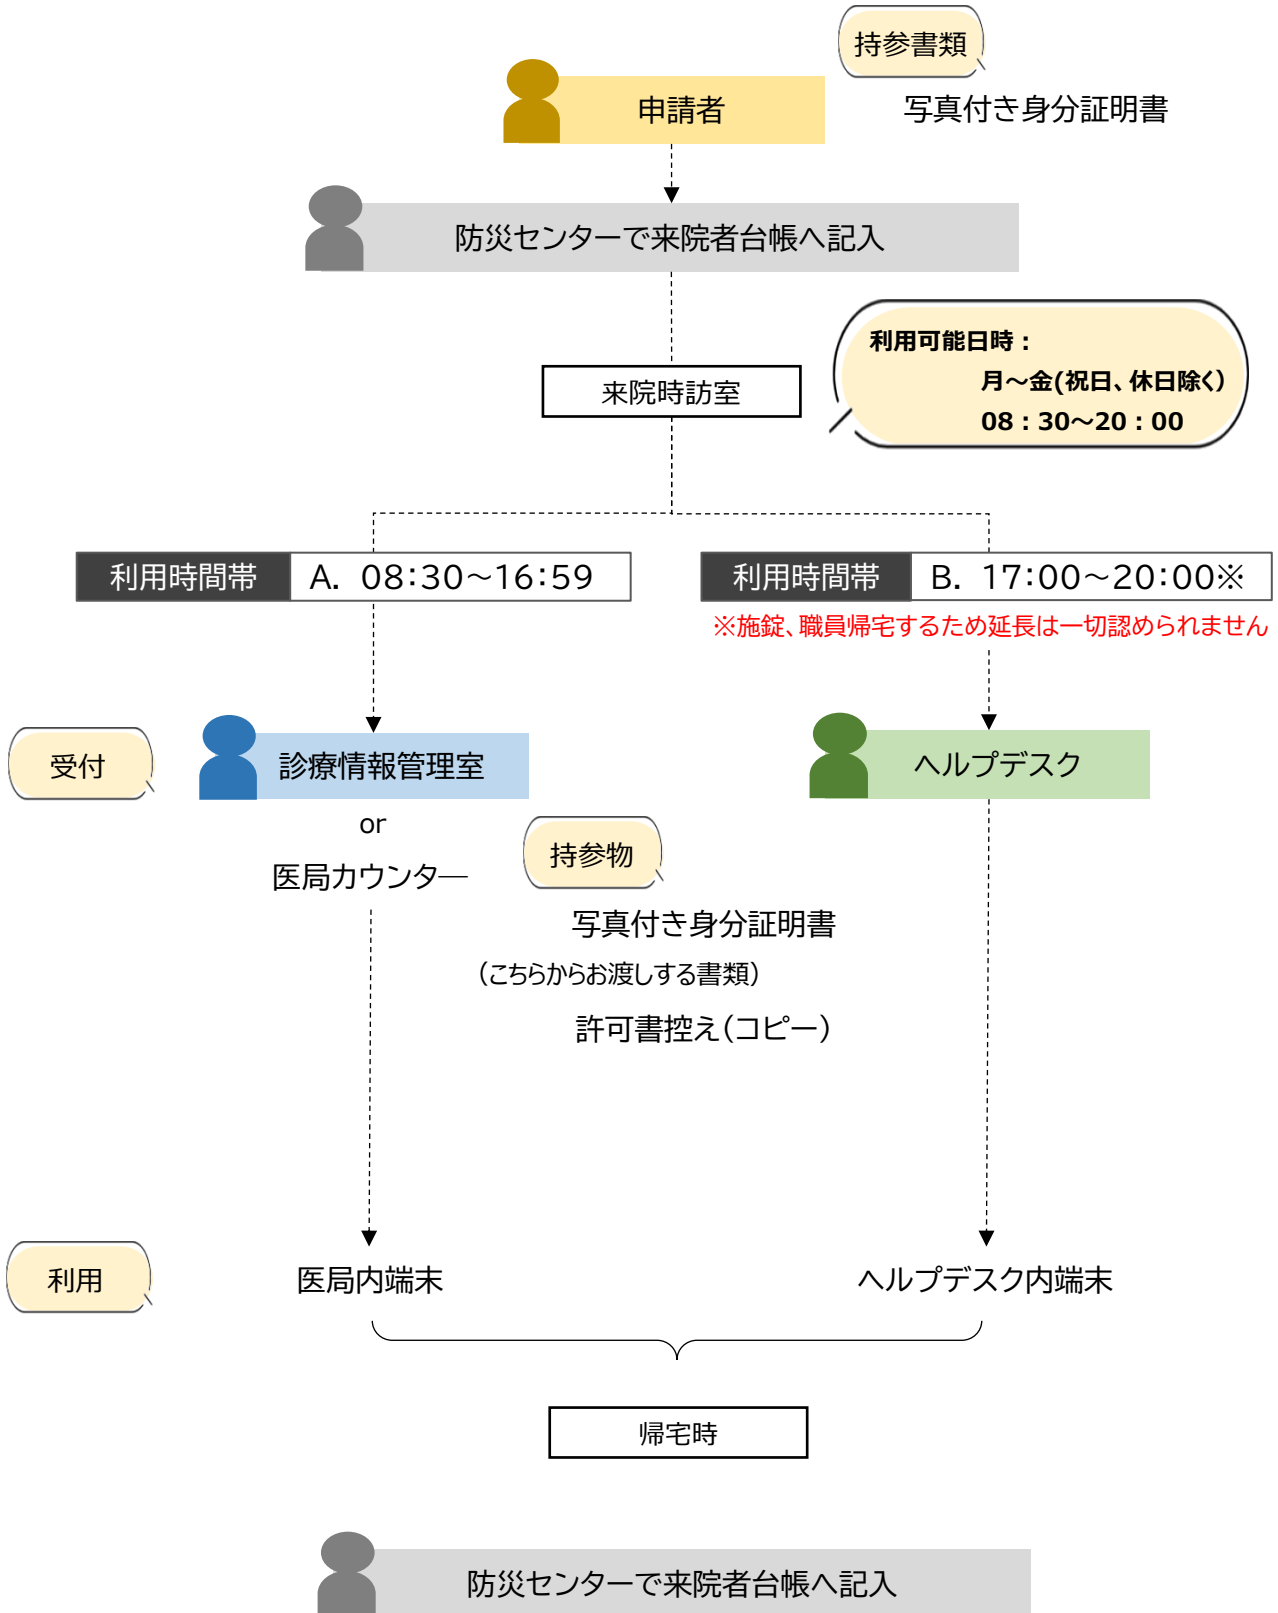 持参書類
申請者
写真付き身分証明書
防災センターで来院者台帳へ記入
利用可能日時：
月～金(祝日、休日除く）
08：30～20：00
来院時訪室
利用時間帯 A. 08：30～16：59
利用時間帯 B. 17：00～20：00※
※施錠、職員帰宅するため延長は一切認められません
受付
診療情報管理室
ヘルプデスク
or
医局カウンター
持参物
写真付き身分証明書
（こちらからお渡しする書類）
許可書控え（コピー）
利用
医局内端末
ヘルプデスク内端末
帰宅時
防災センターで来院者台帳へ記入